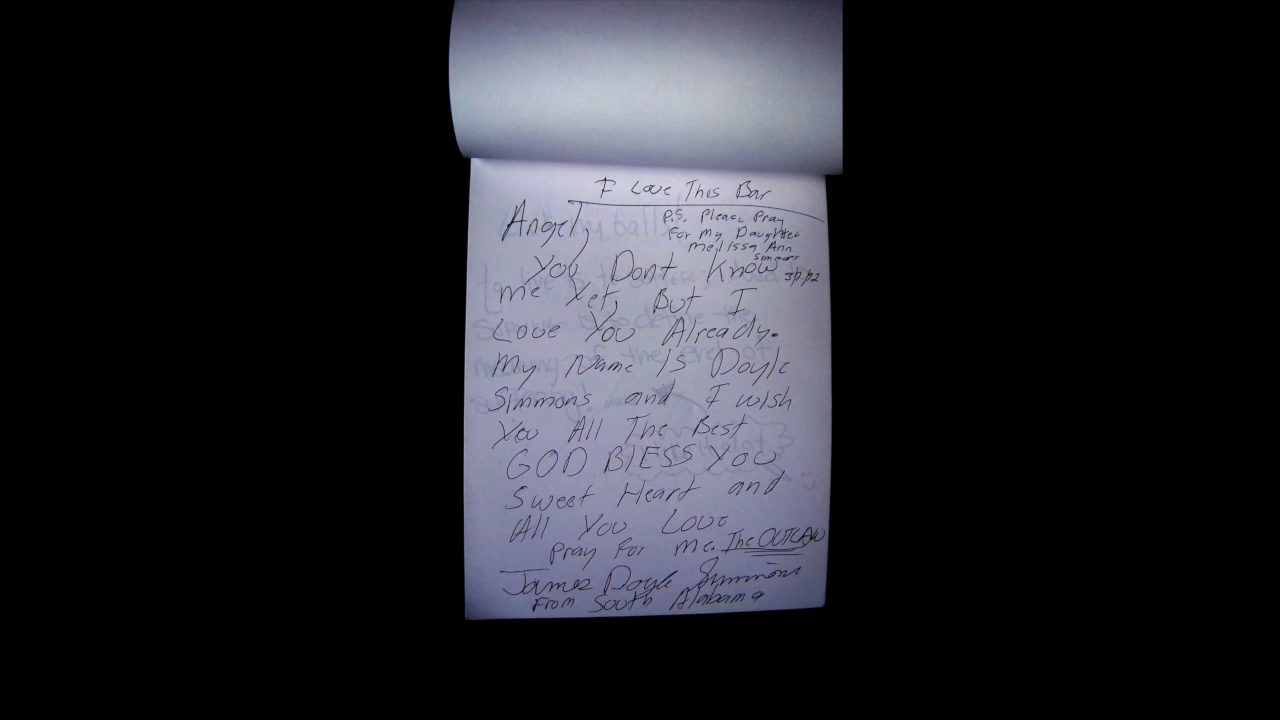 I Love This Bar
Angel,
P.S. Please Pray
For My Daughter
Melissa Ann
Simmons
3/7/12
You Dont Know
me Yet, But I
Love You Already.
My Name Is Doyle
Simmons and I wish
You All The Best
GOD BlESS YOU
Sweet Heart and
All You Love
Pray For Me. The OUTLAW
James Doyle Simmons
From South Alabama